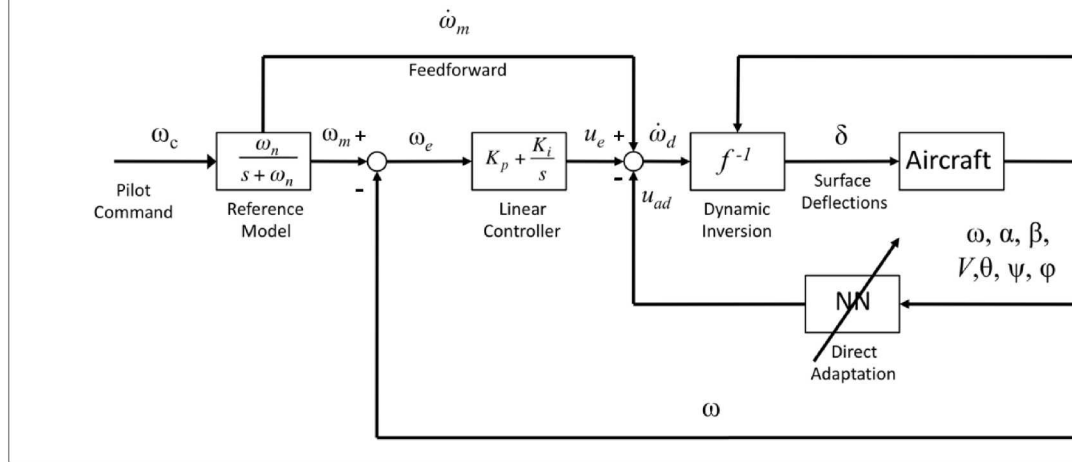 ω̇m
Feedforward
ωc
ωn
s + ωn
ωm +
-
ωe
Kp + Ki
s
ue +
-
uad
ω̇d
f -1
δ
Aircraft
Pilot
Command
Reference
Model
Linear
Controller
Dynamic
Inversion
Surface
Deflections
ω, α, β,
V,θ, ψ, φ
NN
Direct
Adaptation
ω